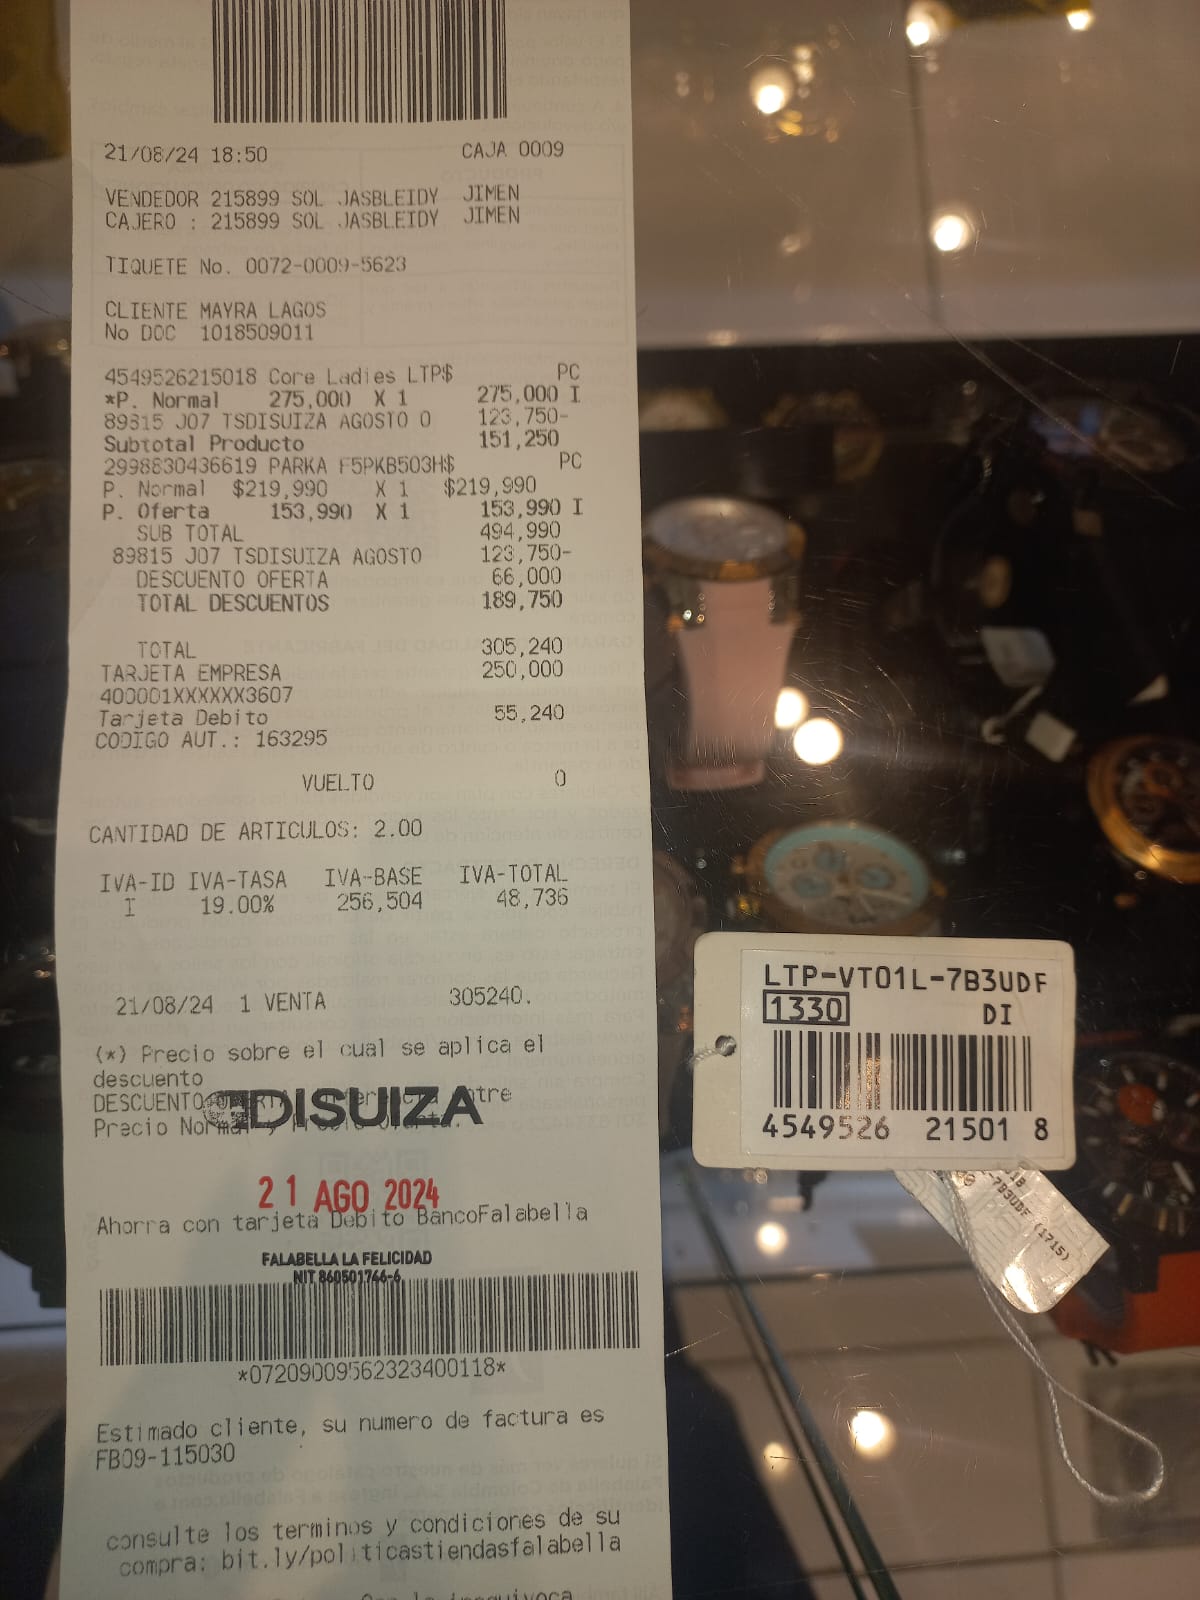 21/08/24 18:50 CAJA 0009
VENDEDOR 215899 SOL JASBLEIDY JIMEN
CAJERO : 215899 SOL JASBLEIDY JIMEN
TIQUETE No. 0072-0009-5623
CLIENTE MAYRA LAGOS
No DOC 1018509011
4549526215018 Core Ladies LTP$ PC
*P. Normal 275,000 X 1 275,000 I
89815 J07 TSDISUIZA AGOSTO 0 123,750-
Subtotal Producto 151,250
2998830436619 PARKA F5PKB503H$ PC
P. Normal $219,990 X 1 $219,990
P. Oferta 153,990 X 1 153,990 I
SUB TOTAL 494,990
89815 J07 TSDISUIZA AGOSTO 123,750-
DESCUENTO OFERTA 66,000
TOTAL DESCUENTOS 189,750
TOTAL 305,240
TARJETA EMPRESA 250,000
400001XXXXXX3607
Tarjeta Debito 55,240
CODIGO AUT.: 163295
VUELTO 0
CANTIDAD DE ARTICULOS: 2.00
IVA-ID IVA-TASA IVA-BASE IVA-TOTAL
I 19.00% 256,504 48,736
21/08/24 1 VENTA 305240.
(*) Precio sobre el cual se aplica el
descuento
DESCUENTO
DISUIZA
Precio Normal y
21 AGO 2024
Ahorra con tarjeta Debito BancoFalabella
FALABELLA LA FELICIDAD
NIT 860501746-6
*07209009562323400118*
Estimado cliente, su numero de factura es
FB09-115030
consulte los terminos y condiciones de su
compra: bit.ly/politicastiendasfalabella
LTP-VT01L-7B3UDF
1330 DI
4549526 21501 8
-7B3UDF (1715)